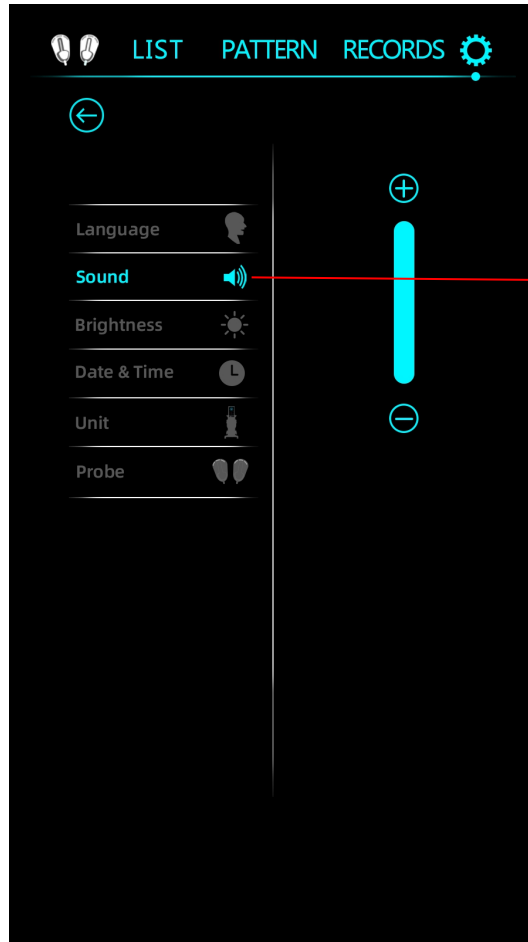 LIST PATTERN RECORDS
Language
Sound
Brightness
Date & Time
Unit
Probe